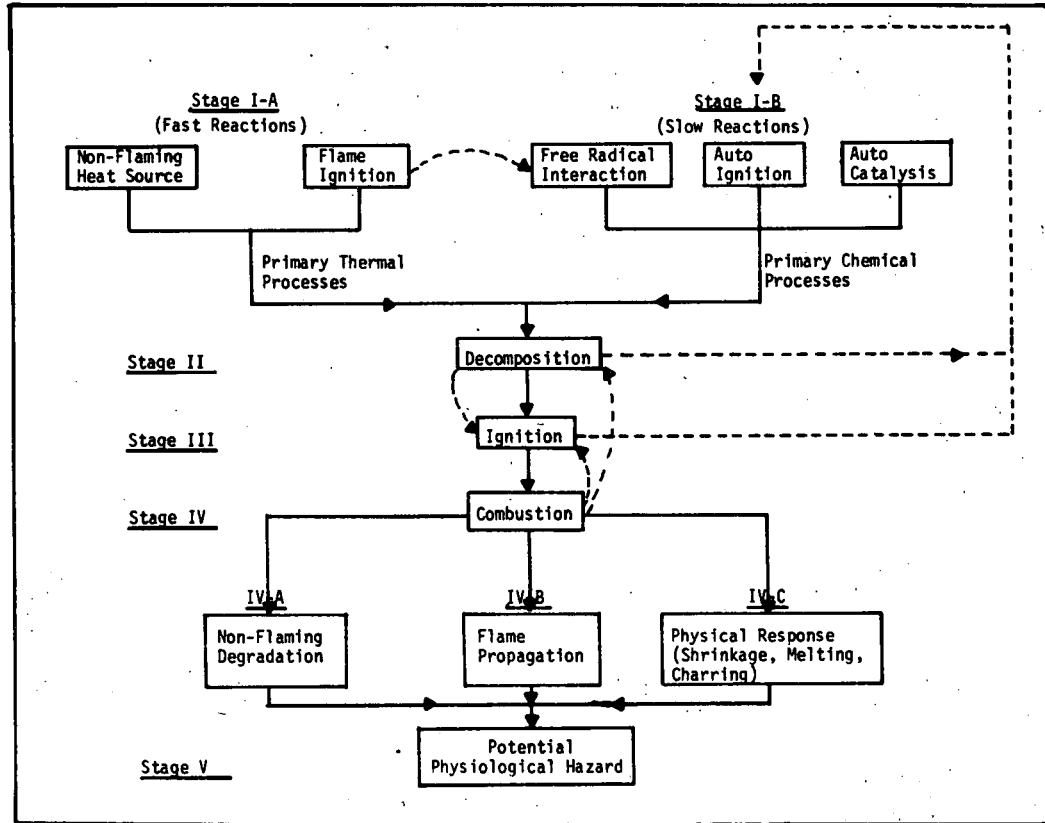 Stage I-A
(Fast Reactions)
Stage I-B
(Slow Reactions)
Non-Flaming
Heat Source
Flame
Ignition
Free Radical
Interaction
Auto
Ignition
Auto
Catalysis
Primary Thermal
Processes
Primary Chemical
Processes
Stage II
Decomposition
Stage III
Ignition
Stage IV
Combustion
IV-A
IV-B
IV-C
Non-Flaming
Degradation
Flame
Propagation
Physical Response
(Shrinkage, Melting,
Charring)
Stage V
Potential
Physiological Hazard